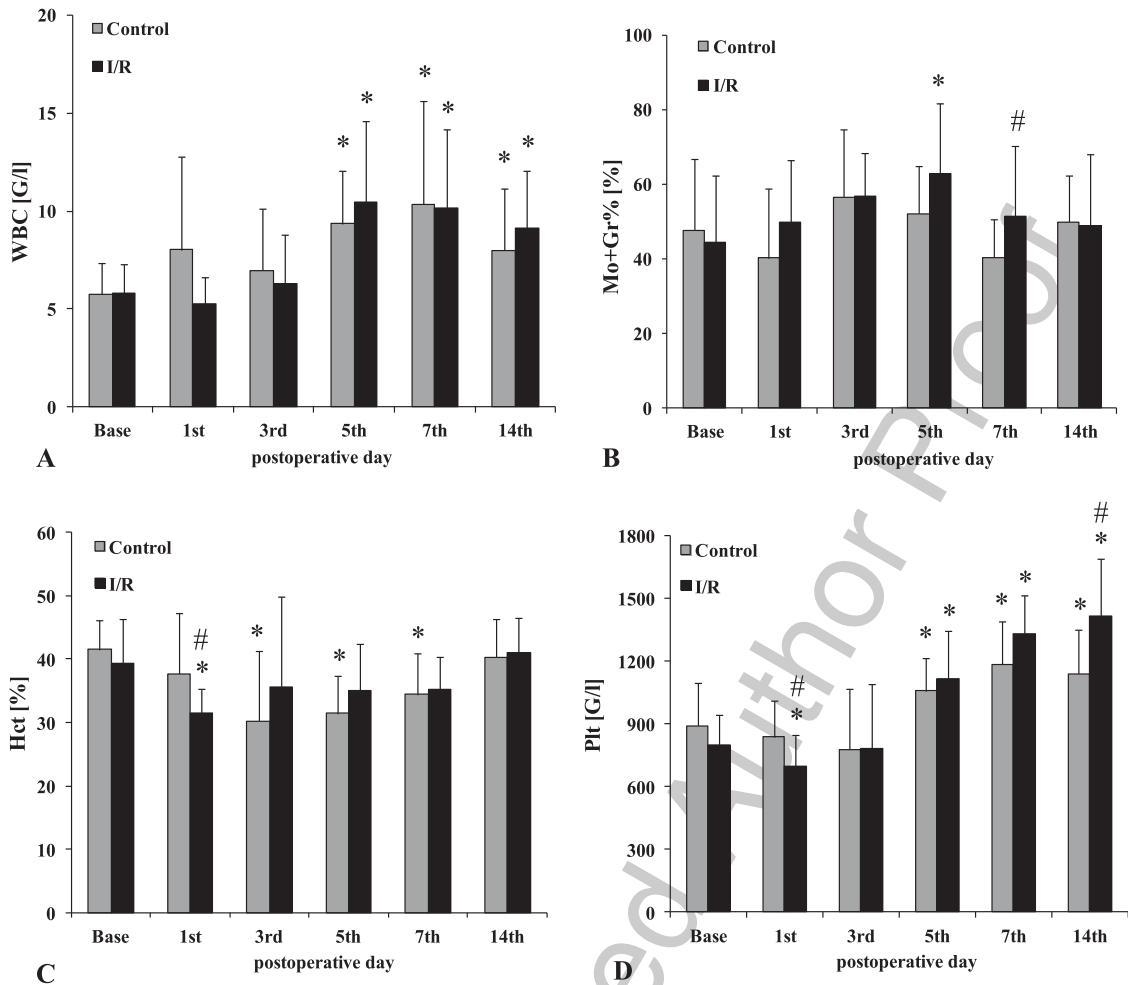 20
15
10
5
0
WBC [G/l]
Control
I/R
*
*
*
*
*
*
Base 1st 3rd 5th 7th 14th
postoperative day
A
100
80
60
40
20
0
Mo+Gr% [%]
Control
I/R
*
#
Base 1st 3rd 5th 7th 14th
postoperative day
B
60
50
40
30
20
10
0
Hct [%]
Control
I/R
#
*
*
*
*
Base 1st 3rd 5th 7th 14th
postoperative day
C
1800
1500
1200
900
600
300
0
Plt [G/l]
Control
I/R
#
*
*
*
*
*
#
*
*
Base 1st 3rd 5th 7th 14th
postoperative day
D
ed Author Proof